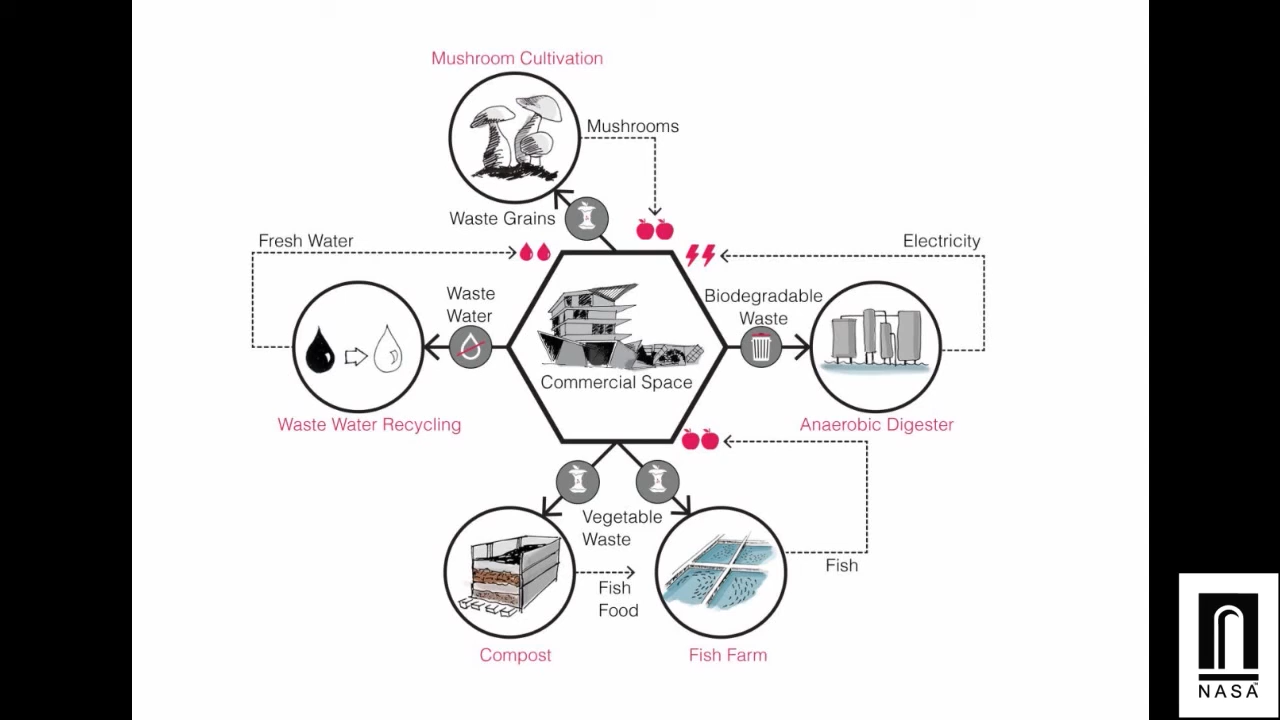 Mushroom Cultivation
Mushrooms
Waste Grains
Fresh Water
Electricity
Waste
Water
Biodegradable
Waste
Commercial Space
Waste Water Recycling
Anaerobic Digester
Vegetable
Waste
Fish
Fish
Food
Compost
Fish Farm
NASA